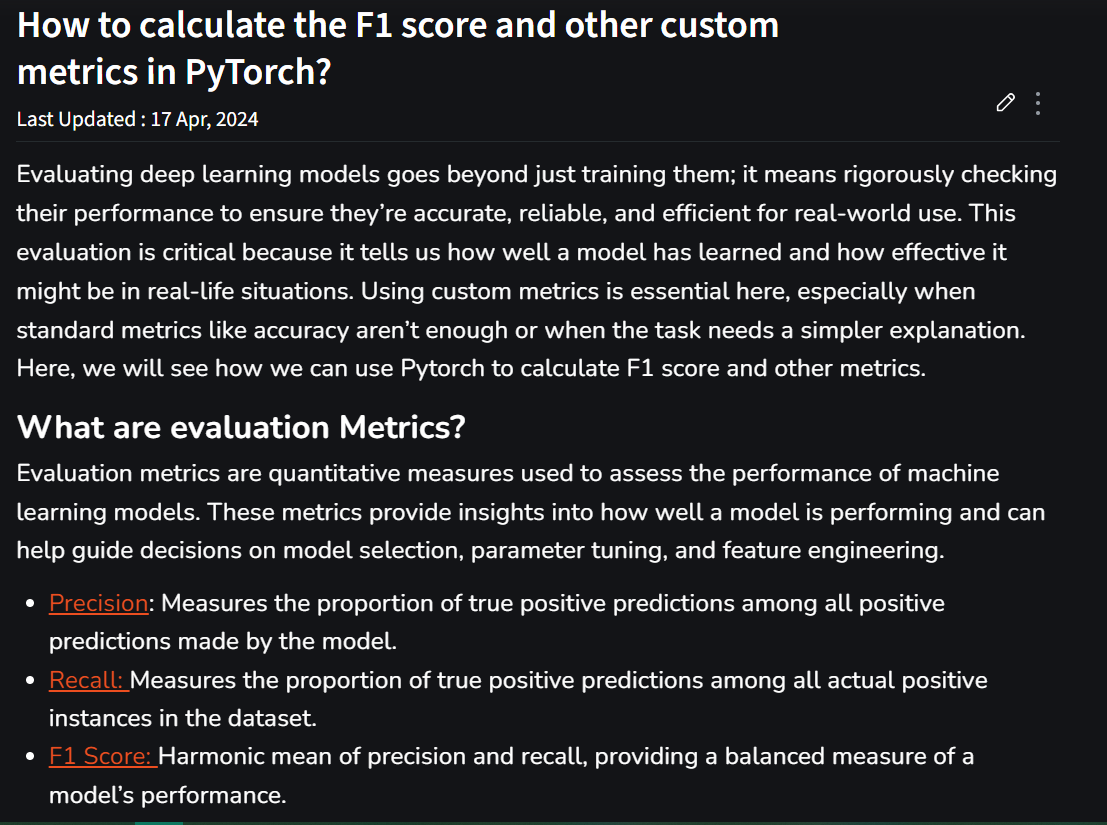 How to calculate the F1 score and other custom
metrics in PyTorch?
Last Updated : 17 Apr, 2024
Evaluating deep learning models goes beyond just training them; it means rigorously checking
their performance to ensure they’re accurate, reliable, and efficient for real-world use. This
evaluation is critical because it tells us how well a model has learned and how effective it
might be in real-life situations. Using custom metrics is essential here, especially when
standard metrics like accuracy aren’t enough or when the task needs a simpler explanation.
Here, we will see how we can use Pytorch to calculate F1 score and other metrics.
What are evaluation Metrics?
Evaluation metrics are quantitative measures used to assess the performance of machine
learning models. These metrics provide insights into how well a model is performing and can
help guide decisions on model selection, parameter tuning, and feature engineering.
• Precision: Measures the proportion of true positive predictions among all positive
predictions made by the model.
• Recall: Measures the proportion of true positive predictions among all actual positive
instances in the dataset.
• F1 Score: Harmonic mean of precision and recall, providing a balanced measure of a
model’s performance.